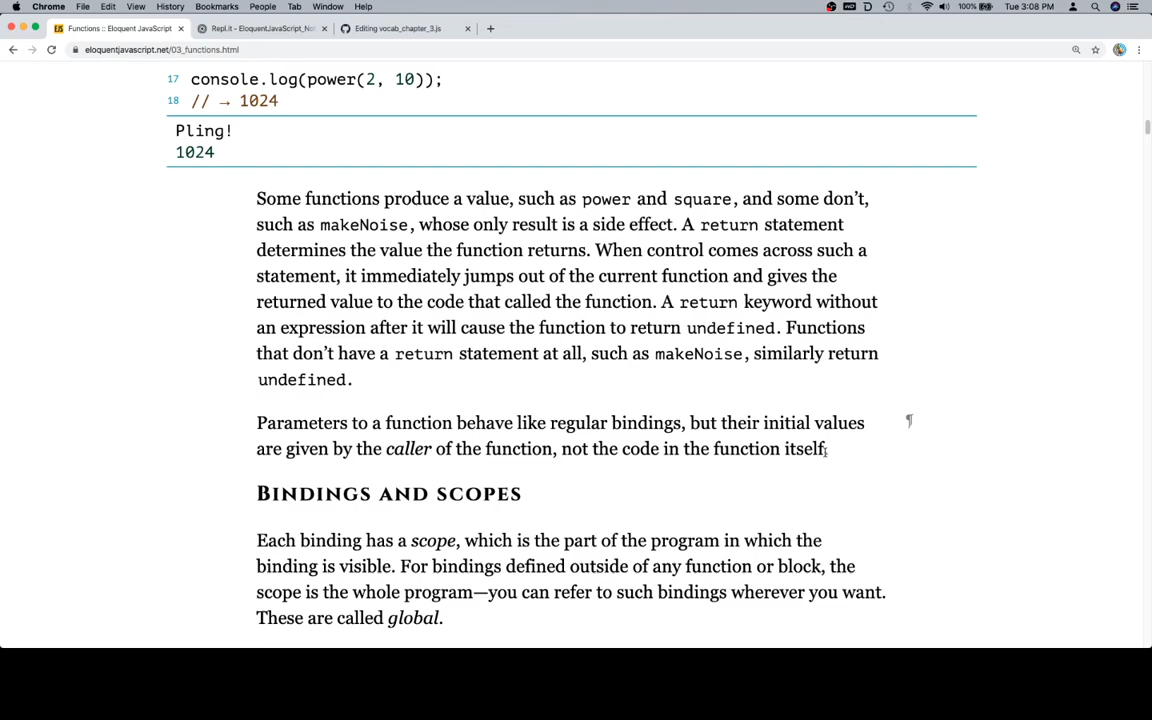 Chrome File Edit View History Bookmarks People Tab Window Help 100% Tue 3:08 PM
Functions :: Eloquent JavaScript × Repl.it - EloquentJavaScript_No × Editing vocab_chapter_3.js × +
eloquentjavascript.net/03_functions.html
17 console.log(power(2, 10));
18 // → 1024
Pling!
1024
Some functions produce a value, such as power and square, and some don’t,
such as makeNoise, whose only result is a side effect. A return statement
determines the value the function returns. When control comes across such a
statement, it immediately jumps out of the current function and gives the
returned value to the code that called the function. A return keyword without
an expression after it will cause the function to return undefined. Functions
that don’t have a return statement at all, such as makeNoise, similarly return
undefined.
Parameters to a function behave like regular bindings, but their initial values ¶
are given by the caller of the function, not the code in the function itself.
BINDINGS AND SCOPES
Each binding has a scope, which is the part of the program in which the
binding is visible. For bindings defined outside of any function or block, the
scope is the whole program—you can refer to such bindings wherever you want.
These are called global.